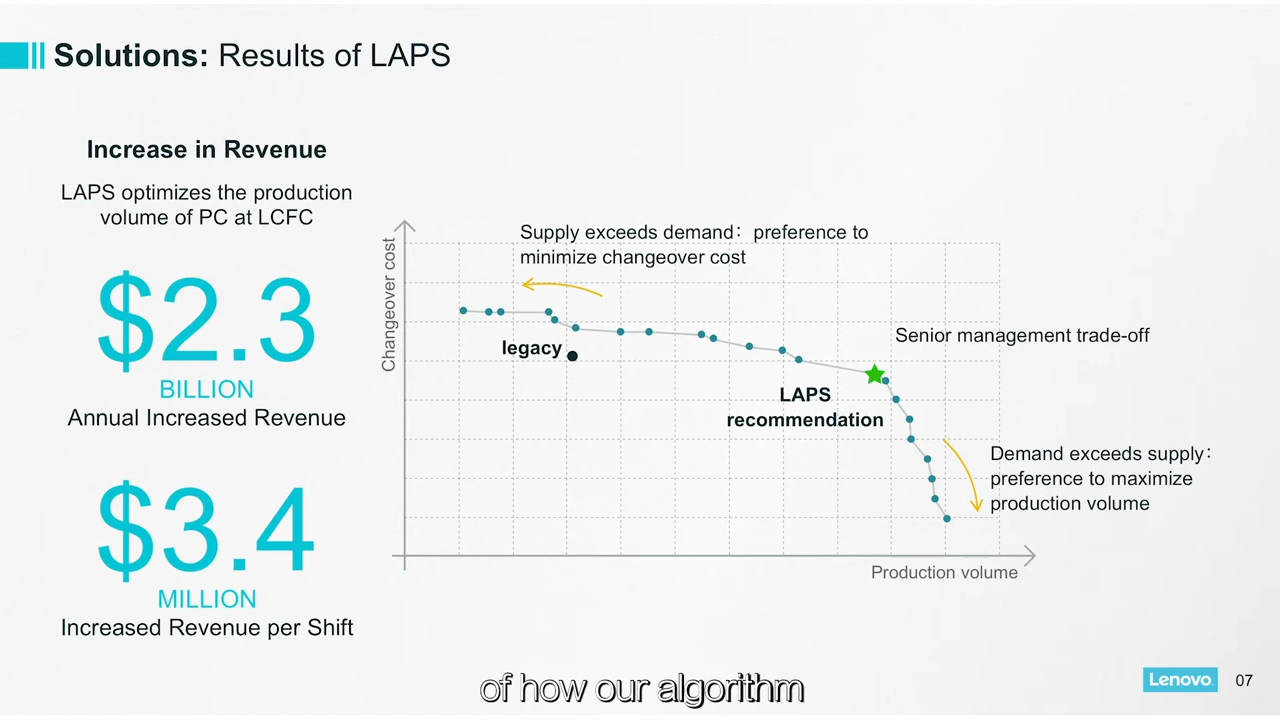 Solutions: Results of LAPS
Increase in Revenue
LAPS optimizes the production
volume of PC at LCFC
$2.3
BILLION
Annual Increased Revenue
$3.4
MILLION
Increased Revenue per Shift
Changeover cost
Supply exceeds demand： preference to
minimize changeover cost
legacy
Senior management trade-off
LAPS
recommendation
Demand exceeds supply：
preference to maximize
production volume
Production volume
of how our algorithm
Lenovo
07